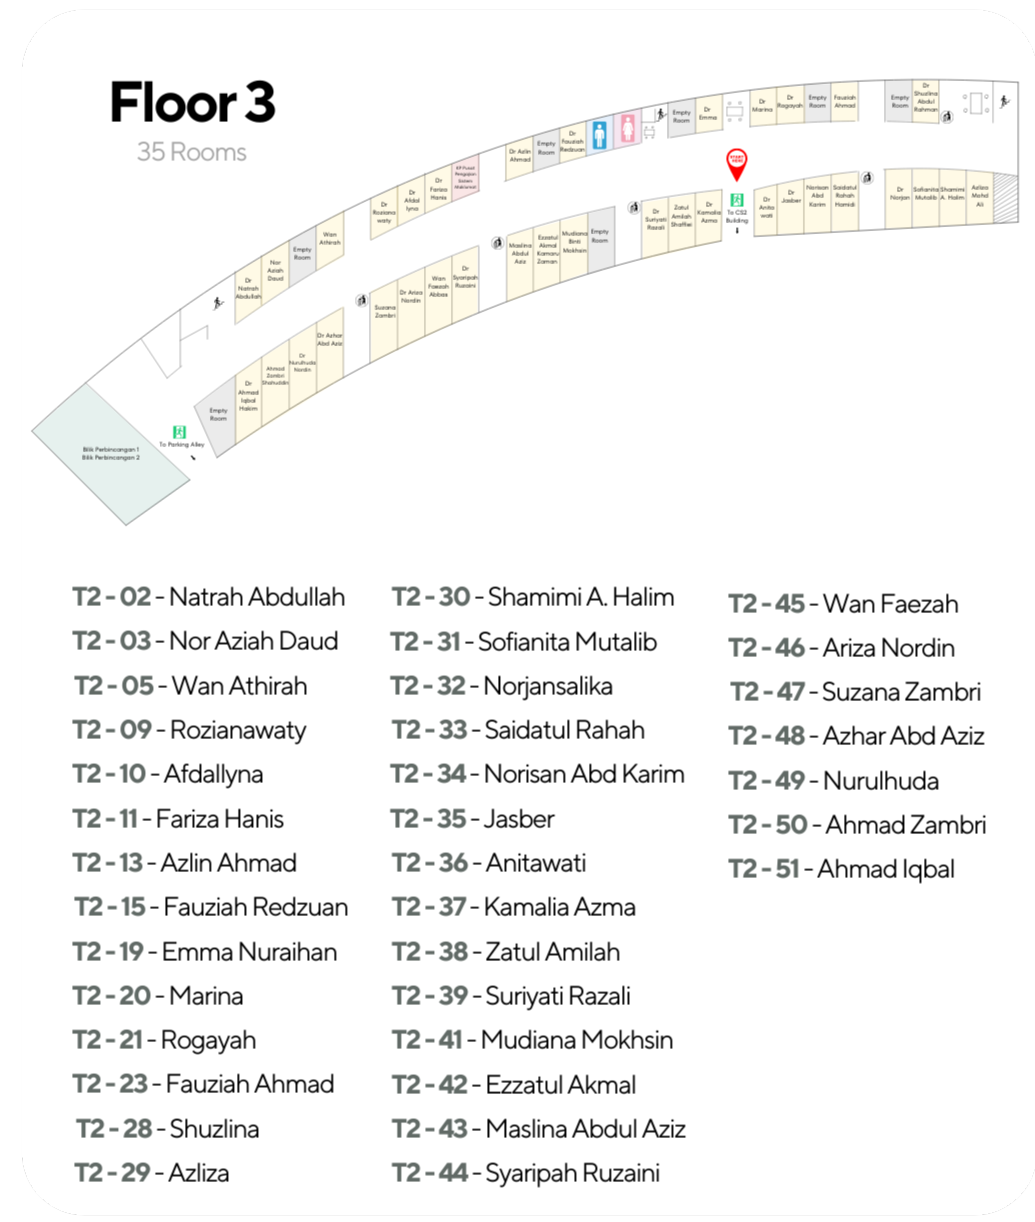 Floor 3
35 Rooms
Dr
Natrah
Abdullah
Nor
Aziah
Daud
Empty
Room
Wan
Athirah
Dr
Roziana
waty
Dr
Afdal
lyna
Dr
Fariza
Hanis
KP Pusat
Pengajian
Sistem
Maklumat
Dr Azlin
Ahmad
Empty
Room
Dr
Fauziah
Redzuan
Empty
Room
Dr
Emma
Dr
Marina
Dr
Rogayah
Empty
Room
Fauziah
Ahmad
Empty
Room
Dr
Shuzlina
Abdul
Rahman
START
HERE
To CS2
Building
Bilik Perbincangan 1
Bilik Perbincangan 2
To Parking Alley
Empty
Room
Dr
Ahmad
Iqbal
Hakim
Ahmad
Zambri
Shahuddin
Dr
Nurulhuda
Nordin
Dr Azhar
Abd Aziz
Suzana
Zambri
Dr Ariza
Nordin
Wan
Faezah
Abbas
Dr
Syaripah
Ruzaini
Maslina
Abdul
Aziz
Ezzatul
Akmal
Kamaru
Zaman
Mudiana
Binti
Mokhsin
Empty
Room
Dr
Suriyati
Razali
Zatul
Amilah
Shaffiei
Dr
Kamalia
Azma
Dr
Anita
wati
Dr
Jasber
Norisan
Abd
Karim
Saidatul
Rahah
Hamidi
Dr
Norjan
Sofianita
Mutalib
Shamimi
A. Halim
Azliza
Mohd
Ali
T2 - 02 - Natrah Abdullah
T2 - 03 - Nor Aziah Daud
T2 - 05 - Wan Athirah
T2 - 09 - Rozianawaty
T2 - 10 - Afdallyna
T2 - 11 - Fariza Hanis
T2 - 13 - Azlin Ahmad
T2 - 15 - Fauziah Redzuan
T2 - 19 - Emma Nuraihan
T2 - 20 - Marina
T2 - 21 - Rogayah
T2 - 23 - Fauziah Ahmad
T2 - 28 - Shuzlina
T2 - 29 - Azliza
T2 - 30 - Shamimi A. Halim
T2 - 31 - Sofianita Mutalib
T2 - 32 - Norjansalika
T2 - 33 - Saidatul Rahah
T2 - 34 - Norisan Abd Karim
T2 - 35 - Jasber
T2 - 36 - Anitawati
T2 - 37 - Kamalia Azma
T2 - 38 - Zatul Amilah
T2 - 39 - Suriyati Razali
T2 - 41 - Mudiana Mokhsin
T2 - 42 - Ezzatul Akmal
T2 - 43 - Maslina Abdul Aziz
T2 - 44 - Syaripah Ruzaini
T2 - 45 - Wan Faezah
T2 - 46 - Ariza Nordin
T2 - 47 - Suzana Zambri
T2 - 48 - Azhar Abd Aziz
T2 - 49 - Nurulhuda
T2 - 50 - Ahmad Zambri
T2 - 51 - Ahmad Iqbal